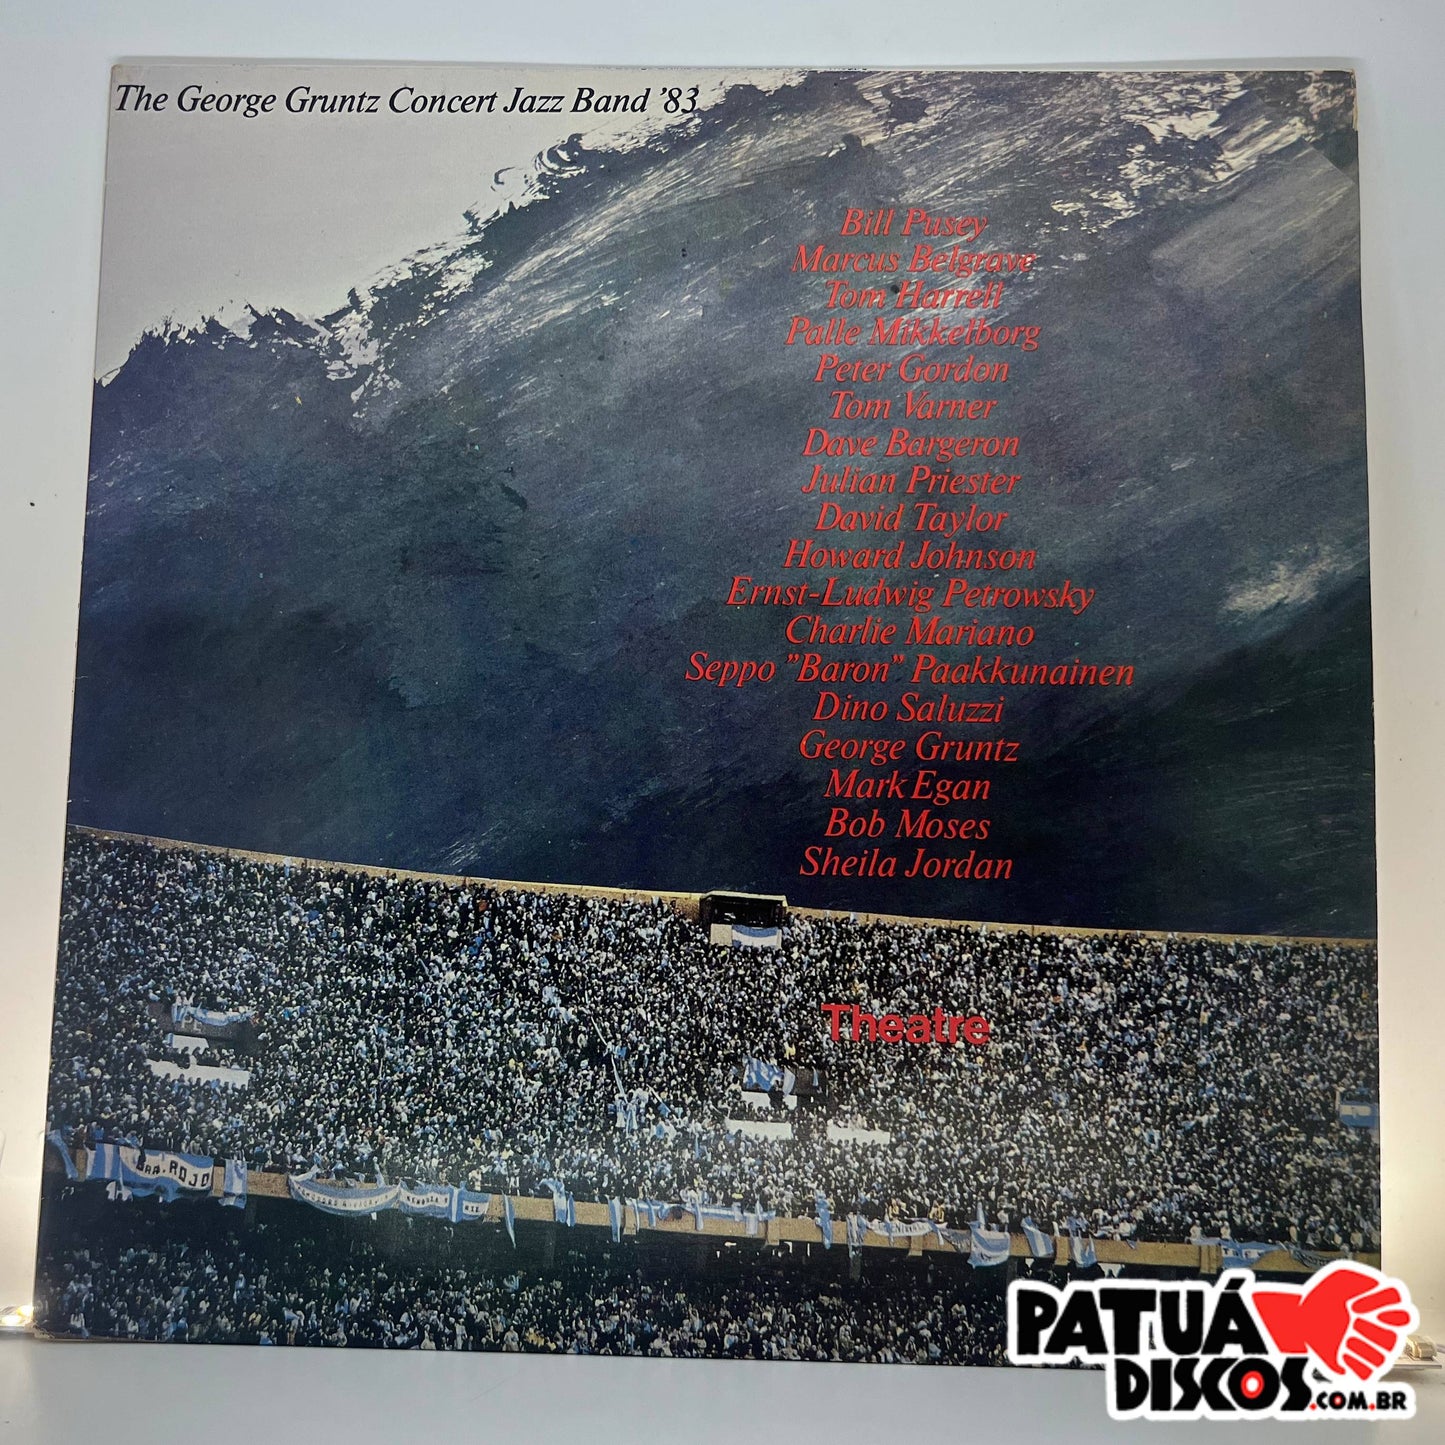 The George Gruntz Concert Jazz Band '83
Bill Pusey
Marcus Belgrave
Tom Harrell
Palle Mikkelborg
Peter Gordon
Tom Varner
Dave Bargeron
Julian Priester
David Taylor
Howard Johnson
Ernst-Ludwig Petrowsky
Charlie Mariano
Seppo "Baron" Paakkunainen
Dino Saluzzi
George Gruntz
Mark Egan
Bob Moses
Sheila Jordan
Theatre
ROJO
PATUÁ
DISCOS.COM.BR